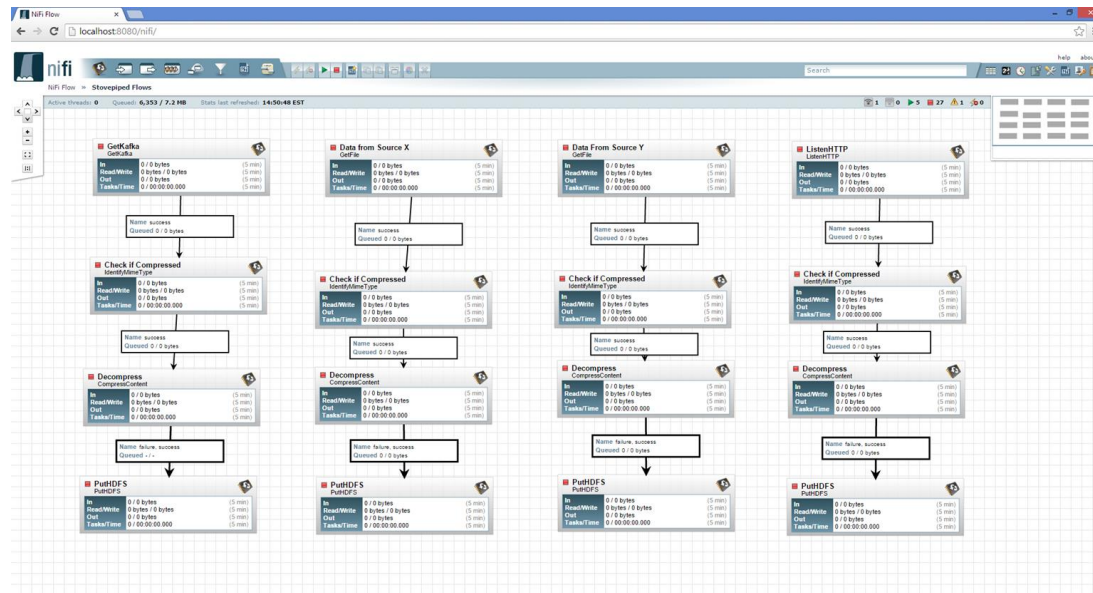 NiFi Flow
localhost:8080/nifi/
nifi
Search
help abou
NiFi Flow » Stovepiped Flows
Active threads: 0 Queued: 6,353 / 7.2 MB Stats last refreshed: 14:50:48 EST
1 0 5 27 1 0
GetKafka
GetKafka
In 0 / 0 bytes (5 min)
Read/Write 0 bytes / 0 bytes (5 min)
Out 0 / 0 bytes (5 min)
Tasks/Time 0 / 00:00:00.000 (5 min)
Name success
Queued 0 / 0 bytes
Check if Compressed
IdentifyMimeType
In 0 / 0 bytes (5 min)
Read/Write 0 bytes / 0 bytes (5 min)
Out 0 / 0 bytes (5 min)
Tasks/Time 0 / 00:00:00.000 (5 min)
Name success
Queued 0 / 0 bytes
Decompress
CompressContent
In 0 / 0 bytes (5 min)
Read/Write 0 bytes / 0 bytes (5 min)
Out 0 / 0 bytes (5 min)
Tasks/Time 0 / 00:00:00.000 (5 min)
Name failure, success
Queued - / -
PutHDFS
PutHDFS
In 0 / 0 bytes (5 min)
Read/Write 0 bytes / 0 bytes (5 min)
Out 0 / 0 bytes (5 min)
Tasks/Time 0 / 00:00:00.000 (5 min)
Data from Source X
GetFile
In 0 / 0 bytes (5 min)
Read/Write 0 bytes / 0 bytes (5 min)
Out 0 / 0 bytes (5 min)
Tasks/Time 0 / 00:00:00.000 (5 min)
Name success
Queued 0 / 0 bytes
Check if Compressed
IdentifyMimeType
In 0 / 0 bytes (5 min)
Read/Write 0 bytes / 0 bytes (5 min)
Out 0 / 0 bytes (5 min)
Tasks/Time 0 / 00:00:00.000 (5 min)
Name success
Queued 0 / 0 bytes
Decompress
CompressContent
In 0 / 0 bytes (5 min)
Read/Write 0 bytes / 0 bytes (5 min)
Out 0 / 0 bytes (5 min)
Tasks/Time 0 / 00:00:00.000 (5 min)
Name failure, success
Queued 0 / 0 bytes
PutHDFS
PutHDFS
In 0 / 0 bytes (5 min)
Read/Write 0 bytes / 0 bytes (5 min)
Out 0 / 0 bytes (5 min)
Tasks/Time 0 / 00:00:00.000 (5 min)
Data From Source Y
GetFile
In 0 / 0 bytes (5 min)
Read/Write 0 bytes / 0 bytes (5 min)
Out 0 / 0 bytes (5 min)
Tasks/Time 0 / 00:00:00.000 (5 min)
Name success
Queued 0 / 0 bytes
Check if Compressed
IdentifyMimeType
In 0 / 0 bytes (5 min)
Read/Write 0 bytes / 0 bytes (5 min)
Out 0 / 0 bytes (5 min)
Tasks/Time 0 / 00:00:00.000 (5 min)
Name success
Queued 0 / 0 bytes
Decompress
CompressContent
In 0 / 0 bytes (5 min)
Read/Write 0 bytes / 0 bytes (5 min)
Out 0 / 0 bytes (5 min)
Tasks/Time 0 / 00:00:00.000 (5 min)
Name failure, success
Queued 0 / 0 bytes
PutHDFS
PutHDFS
In 0 / 0 bytes (5 min)
Read/Write 0 bytes / 0 bytes (5 min)
Out 0 / 0 bytes (5 min)
Tasks/Time 0 / 00:00:00.000 (5 min)
ListenHTTP
ListenHTTP
In 0 / 0 bytes (5 min)
Read/Write 0 bytes / 0 bytes (5 min)
Out 0 / 0 bytes (5 min)
Tasks/Time 0 / 00:00:00.000 (5 min)
Name success
Queued 0 / 0 bytes
Check if Compressed
IdentifyMimeType
In 0 / 0 bytes (5 min)
Read/Write 0 bytes / 0 bytes (5 min)
Out 0 / 0 bytes (5 min)
Tasks/Time 0 / 00:00:00.000 (5 min)
Name success
Queued 0 / 0 bytes
Decompress
CompressContent
In 0 / 0 bytes (5 min)
Read/Write 0 bytes / 0 bytes (5 min)
Out 0 / 0 bytes (5 min)
Tasks/Time 0 / 00:00:00.000 (5 min)
Name failure, success
Queued 0 / 0 bytes
PutHDFS
PutHDFS
In 0 / 0 bytes (5 min)
Read/Write 0 bytes / 0 bytes (5 min)
Out 0 / 0 bytes (5 min)
Tasks/Time 0 / 00:00:00.000 (5 min)